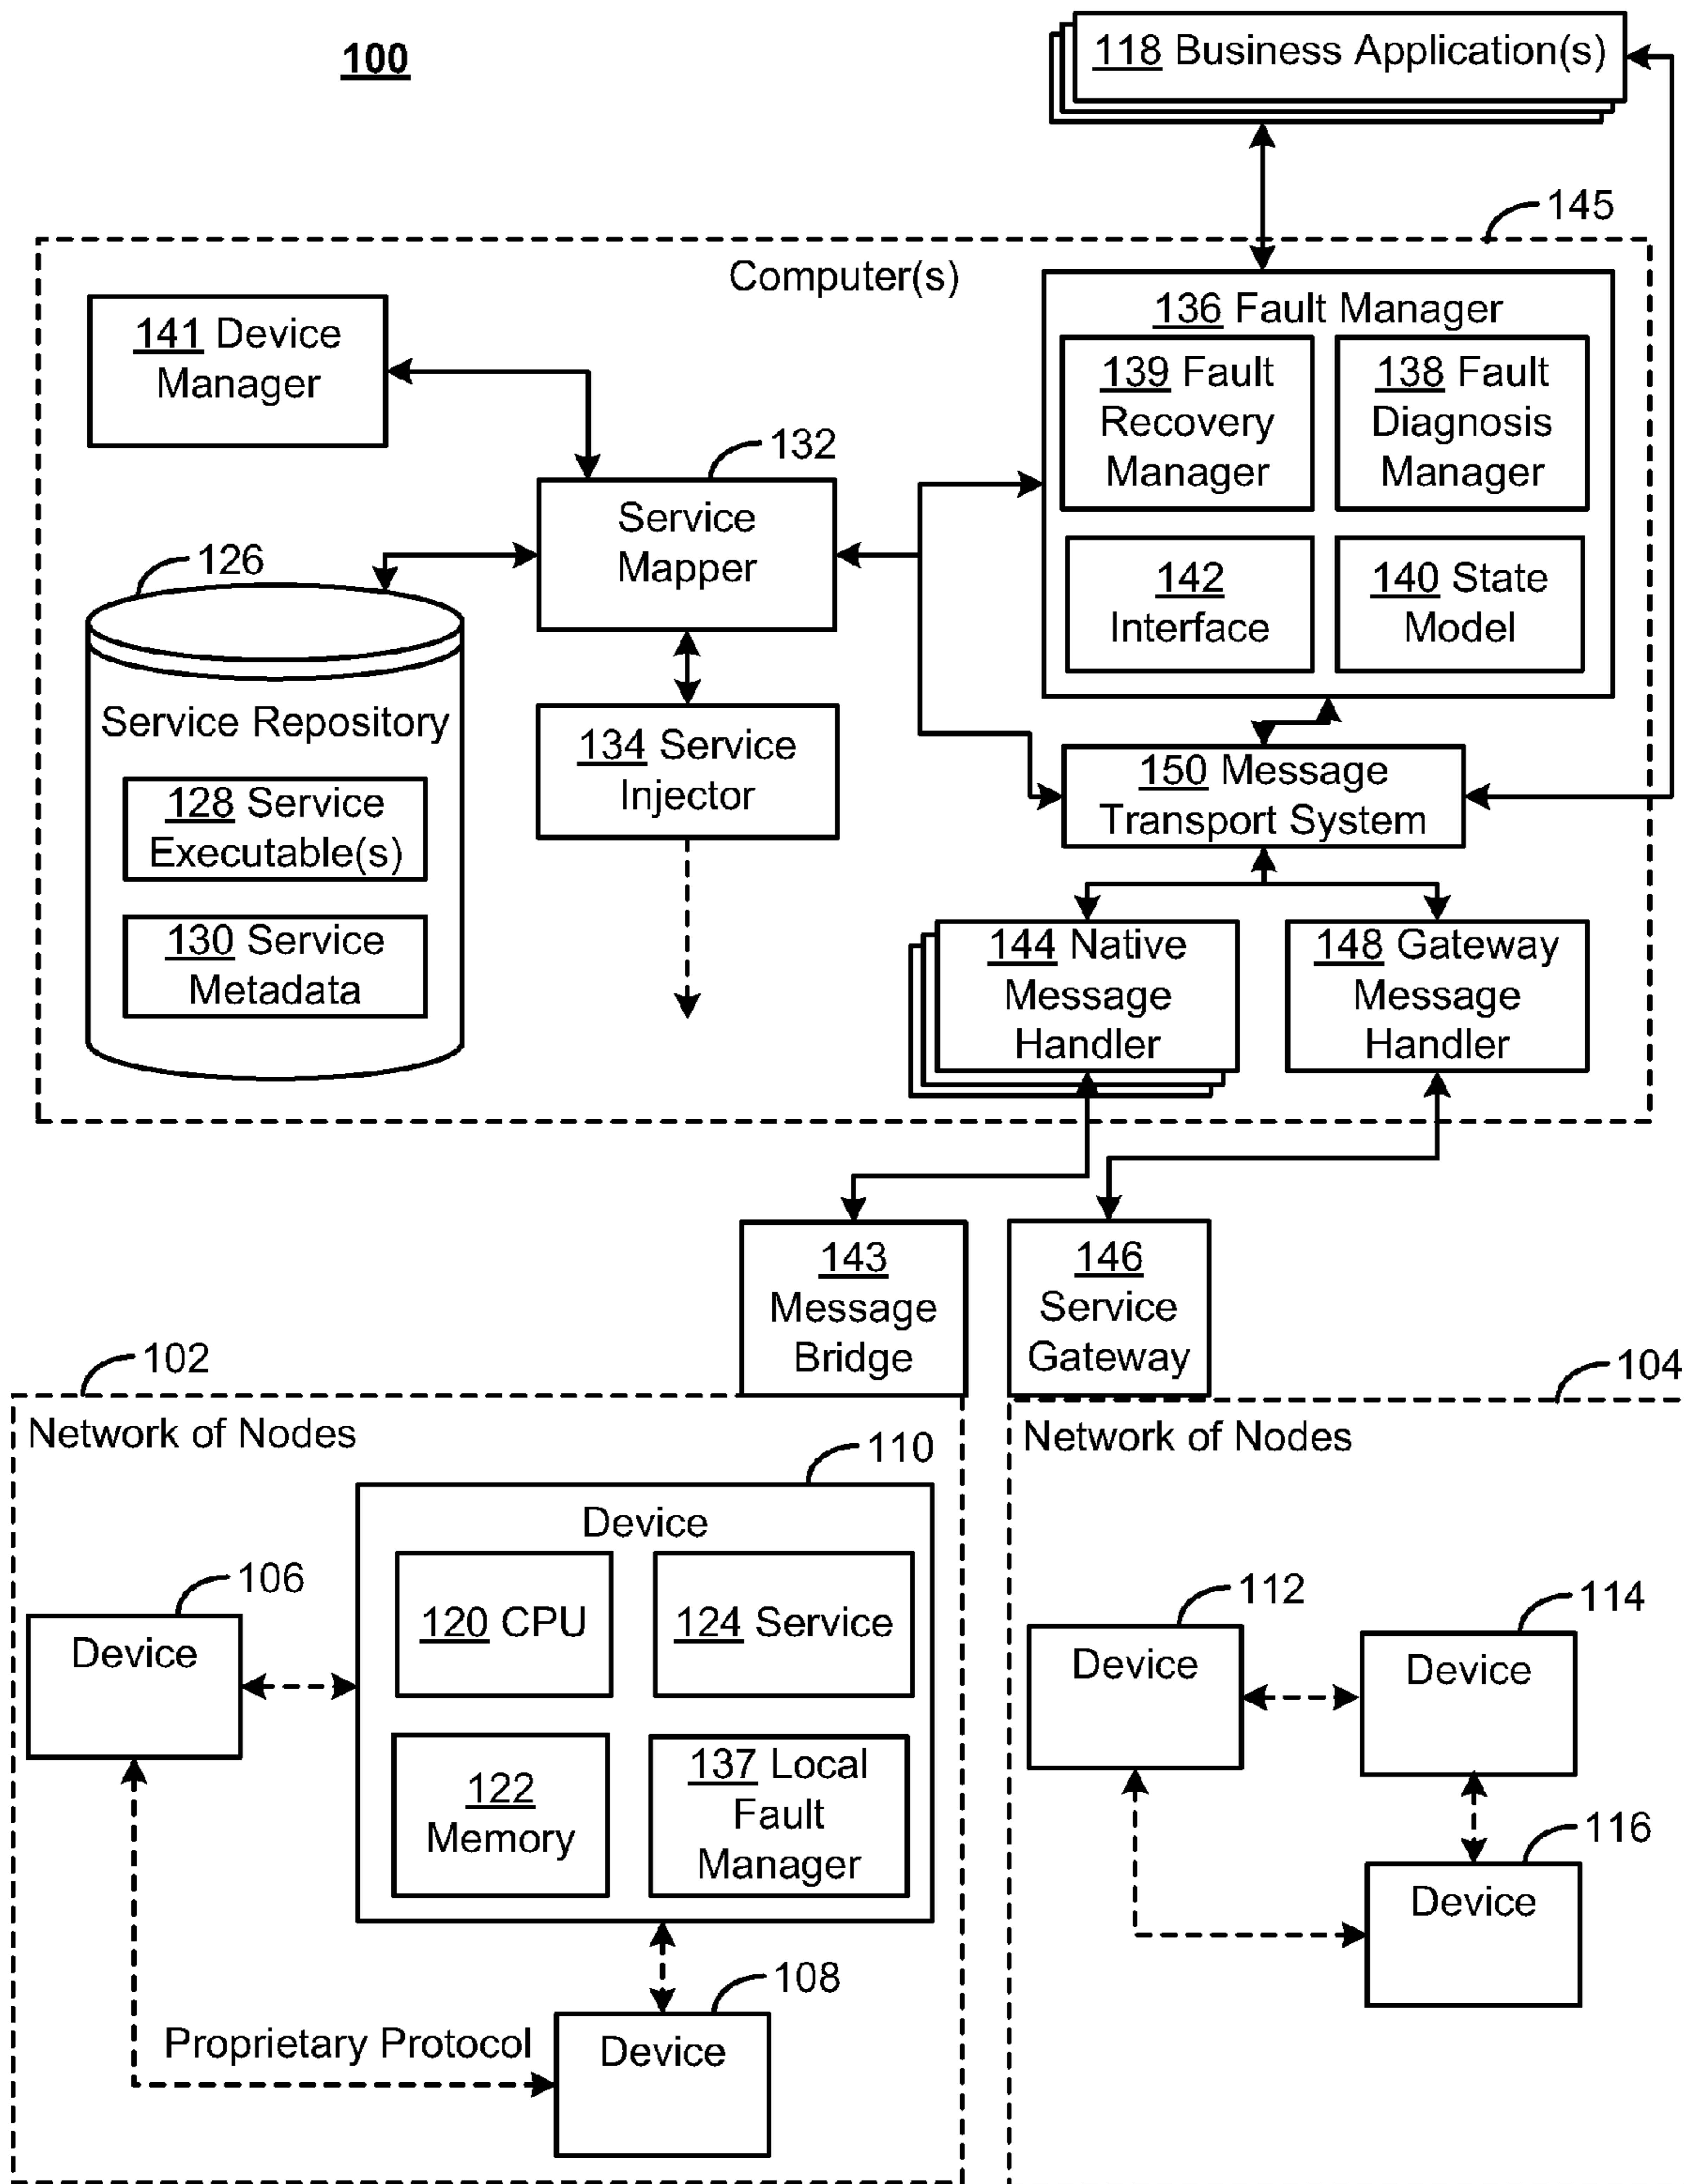 100
118 Business Application(s)
145
Computer(s)
141 Device
Manager
136 Fault Manager
139 Fault
Recovery
Manager
138 Fault
Diagnosis
Manager
142
Interface
140 State
Model
132
Service
Mapper
126
Service Repository
128 Service
Executable(s)
130 Service
Metadata
134 Service
Injector
150 Message
Transport System
144 Native
Message
Handler
148 Gateway
Message
Handler
143
Message
Bridge
146
Service
Gateway
102
Network of Nodes
110
Device
120 CPU
124 Service
122
Memory
137 Local
Fault
Manager
106
Device
108
Device
Proprietary Protocol
104
Network of Nodes
112
Device
114
Device
116
Device